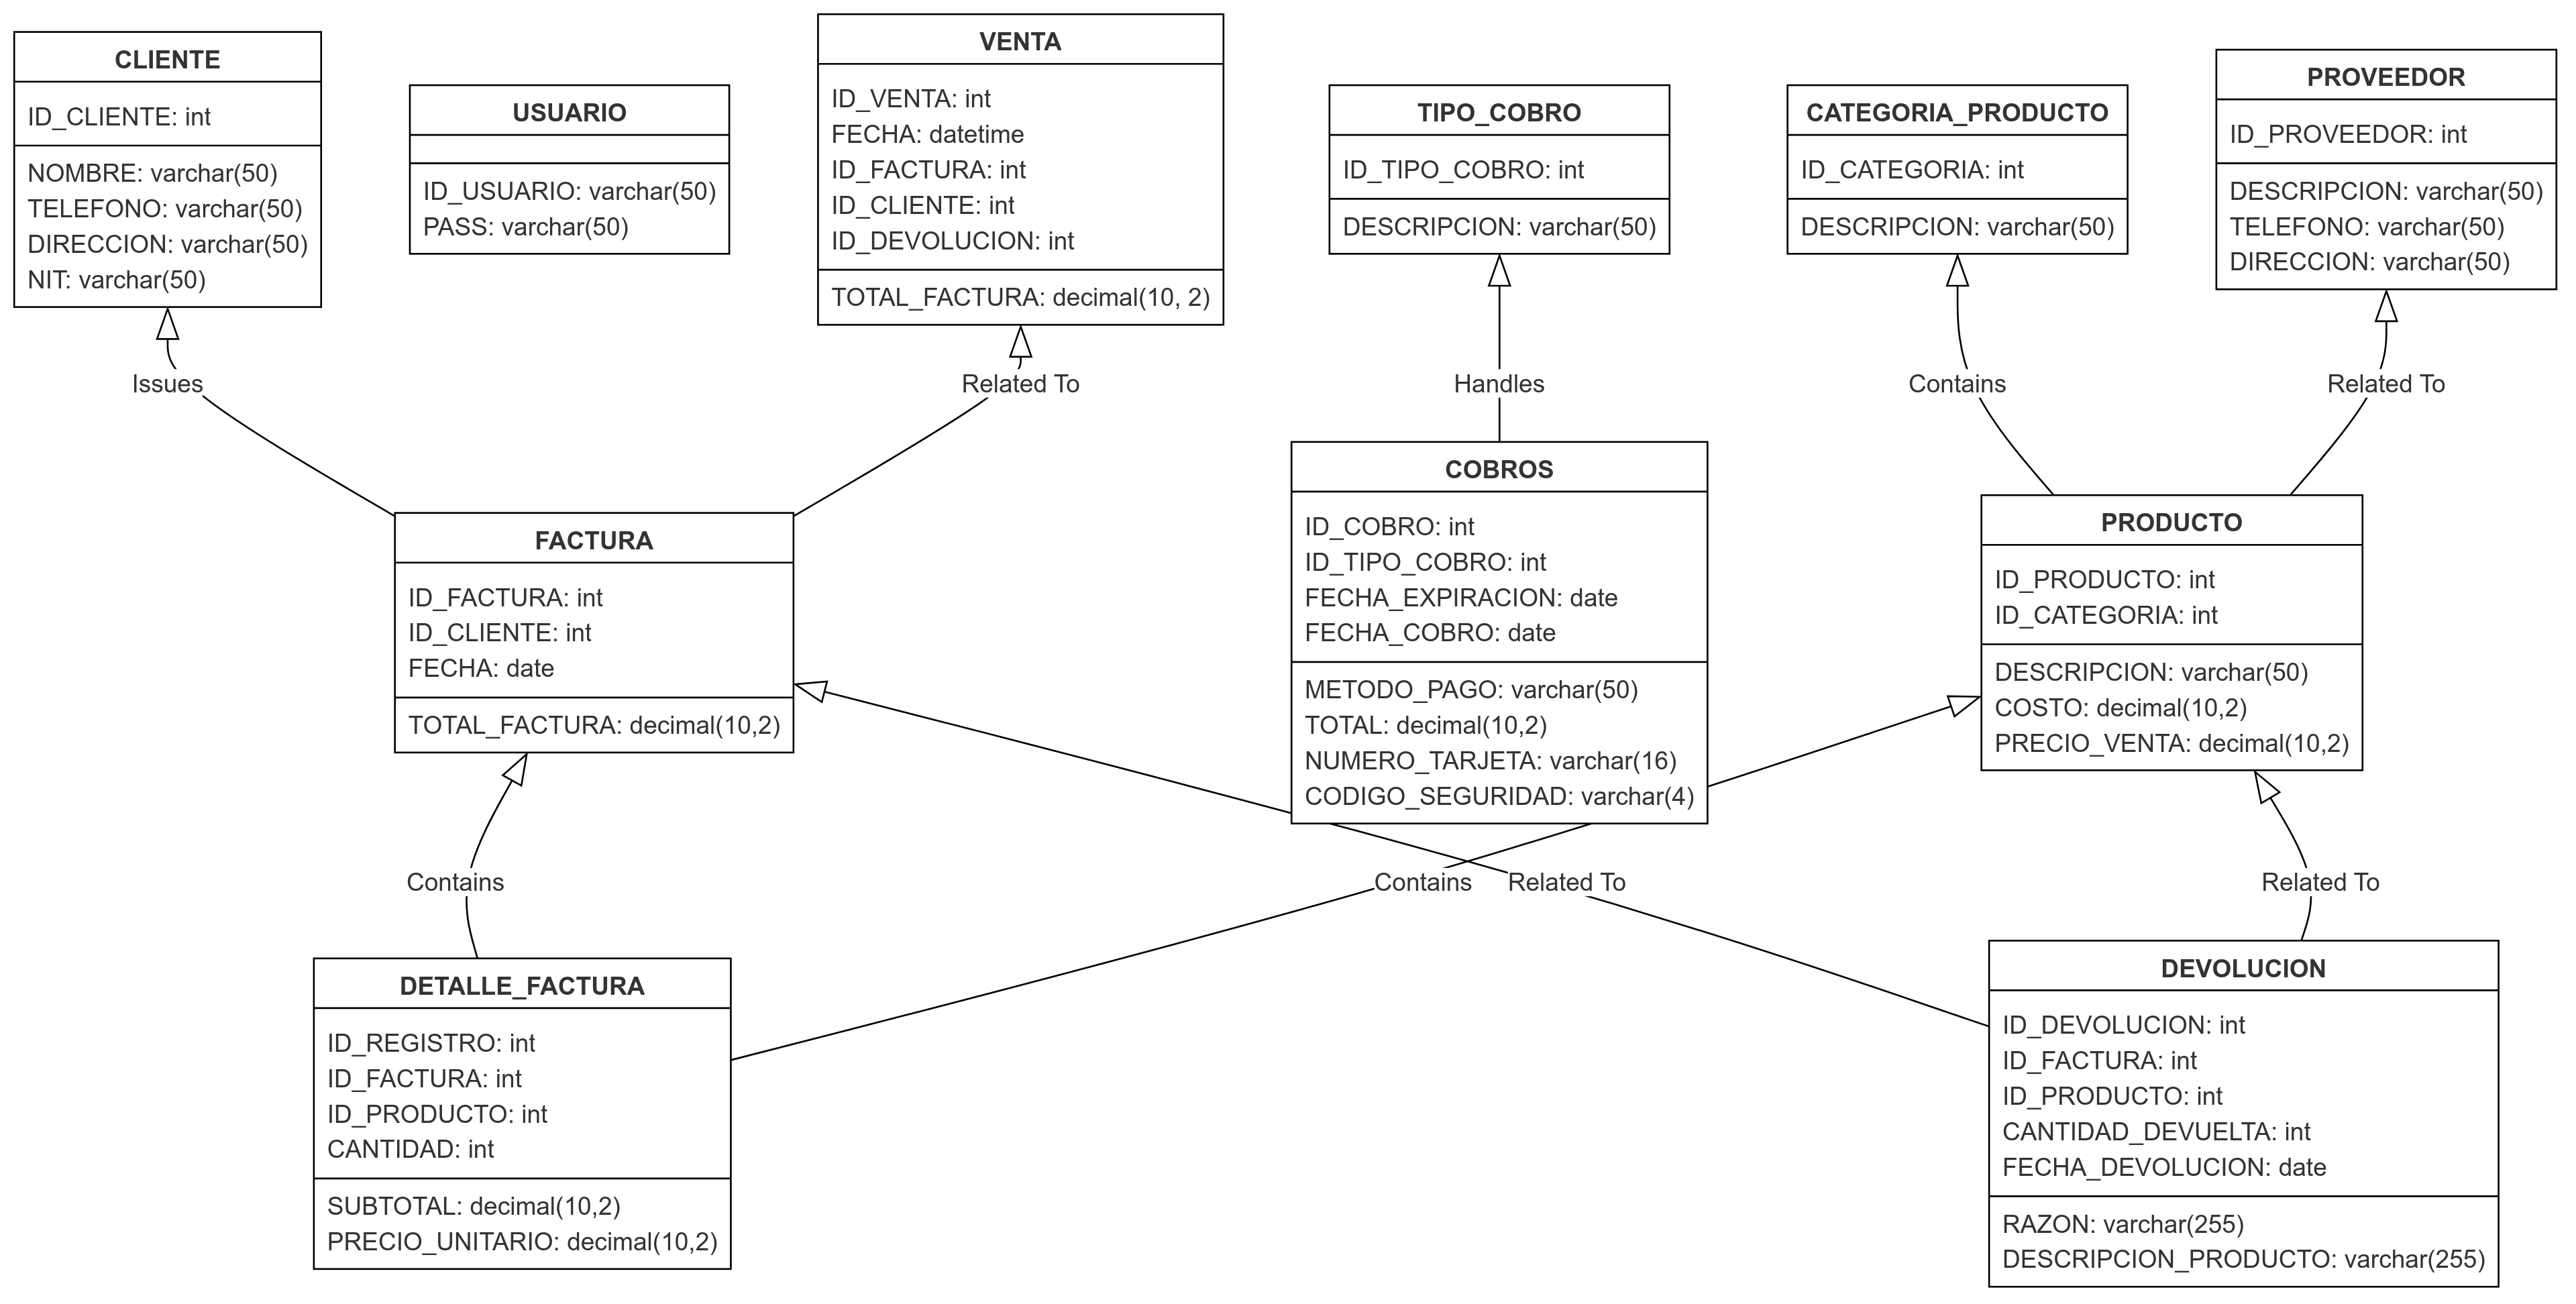 CLIENTE
ID_CLIENTE: int
NOMBRE: varchar(50)
TELEFONO: varchar(50)
DIRECCION: varchar(50)
NIT: varchar(50)
USUARIO
ID_USUARIO: varchar(50)
PASS: varchar(50)
VENTA
ID_VENTA: int
FECHA: datetime
ID_FACTURA: int
ID_CLIENTE: int
ID_DEVOLUCION: int
TOTAL_FACTURA: decimal(10, 2)
TIPO_COBRO
ID_TIPO_COBRO: int
DESCRIPCION: varchar(50)
CATEGORIA_PRODUCTO
ID_CATEGORIA: int
DESCRIPCION: varchar(50)
PROVEEDOR
ID_PROVEEDOR: int
DESCRIPCION: varchar(50)
TELEFONO: varchar(50)
DIRECCION: varchar(50)
Issues
Related To
Handles
Contains
Related To
FACTURA
ID_FACTURA: int
ID_CLIENTE: int
FECHA: date
TOTAL_FACTURA: decimal(10,2)
COBROS
ID_COBRO: int
ID_TIPO_COBRO: int
FECHA_EXPIRACION: date
FECHA_COBRO: date
METODO_PAGO: varchar(50)
TOTAL: decimal(10,2)
NUMERO_TARJETA: varchar(16)
CODIGO_SEGURIDAD: varchar(4)
PRODUCTO
ID_PRODUCTO: int
ID_CATEGORIA: int
DESCRIPCION: varchar(50)
COSTO: decimal(10,2)
PRECIO_VENTA: decimal(10,2)
Contains
Contains
Related To
Related To
DETALLE_FACTURA
ID_REGISTRO: int
ID_FACTURA: int
ID_PRODUCTO: int
CANTIDAD: int
SUBTOTAL: decimal(10,2)
PRECIO_UNITARIO: decimal(10,2)
DEVOLUCION
ID_DEVOLUCION: int
ID_FACTURA: int
ID_PRODUCTO: int
CANTIDAD_DEVUELTA: int
FECHA_DEVOLUCION: date
RAZON: varchar(255)
DESCRIPCION_PRODUCTO: varchar(255)